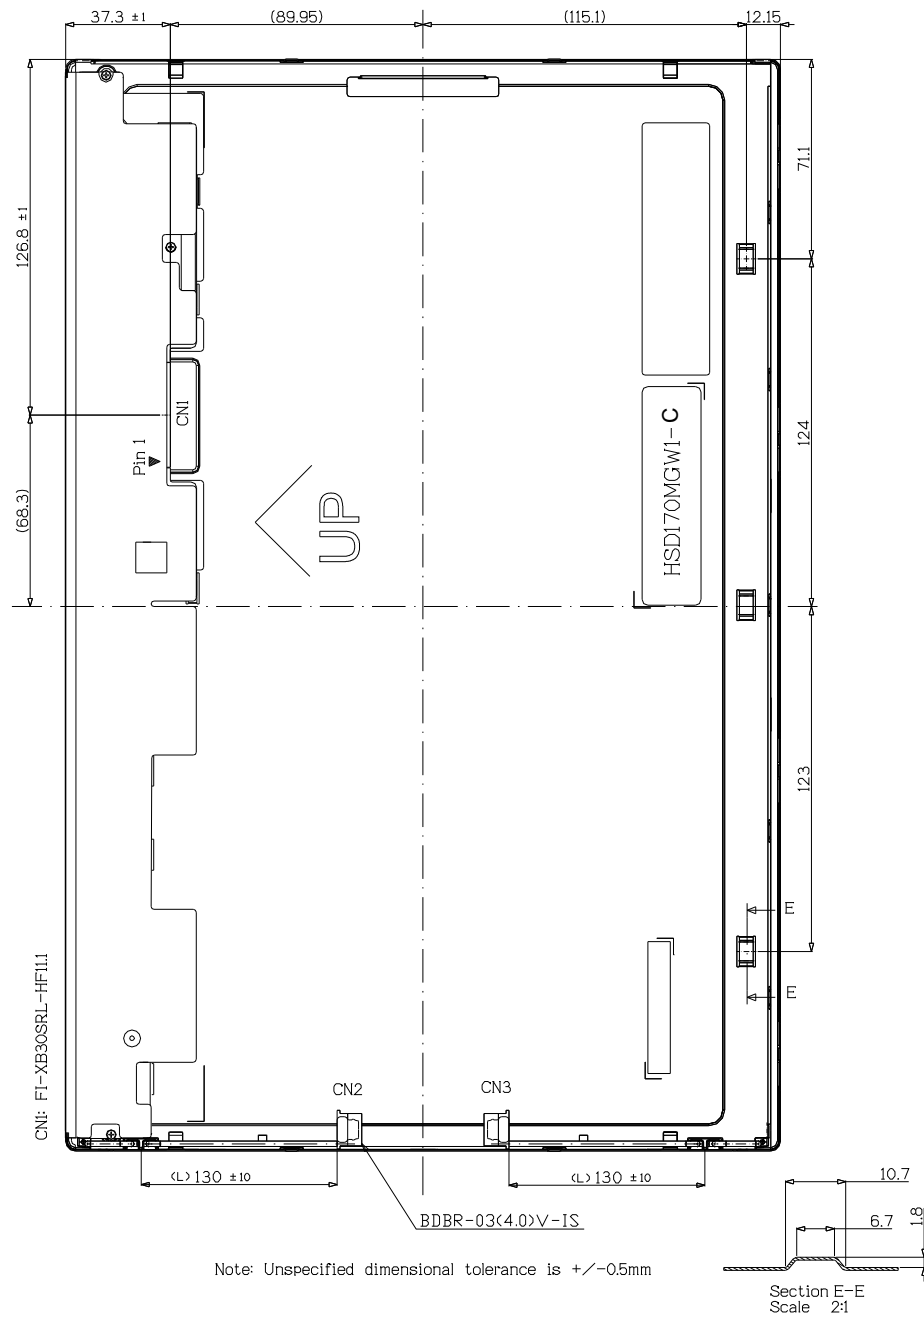 37.3 ±1
(89.95)
(115.1)
12.15
71.1
126.8 ±1
CN1
Pin 1
(68.3)
UP
HSD170MGW1-C
124
123
E
E
CN1: FI-XB30SRL-HF11.1
CN2
CN3
(L) 130 ±10
(L) 130 ±10
BDBR-03(4.0)V-IS
10.7
6.7
1.8
Note: Unspecified dimensional tolerance is +/-0.5mm
Section E-E
Scale 2:1